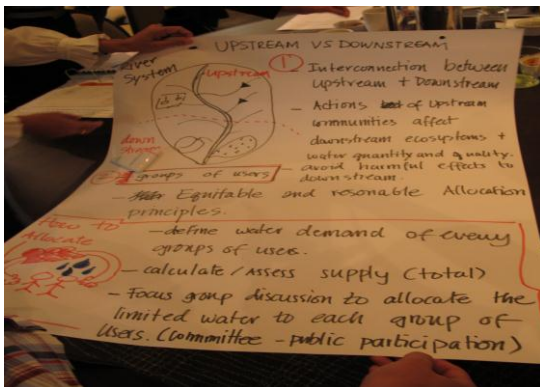 UPSTREAM VS DOWNSTREAM
River System
Upstream
down stream
① Interconnection between
Upstream + Downstream
- Actions of Upstream
communities affect
downstream ecosystems +
water quantity and quality.
- avoid harmful effects to
downstream.
② groups of users
- Equitable and resonable Allocation
principles.
How to
Allocate
- define water demand of every
groups of users.
- calculate / Assess supply (total)
- Focus group discussion to allocate the
limited water to each group of
Users. (Committee - public participation)